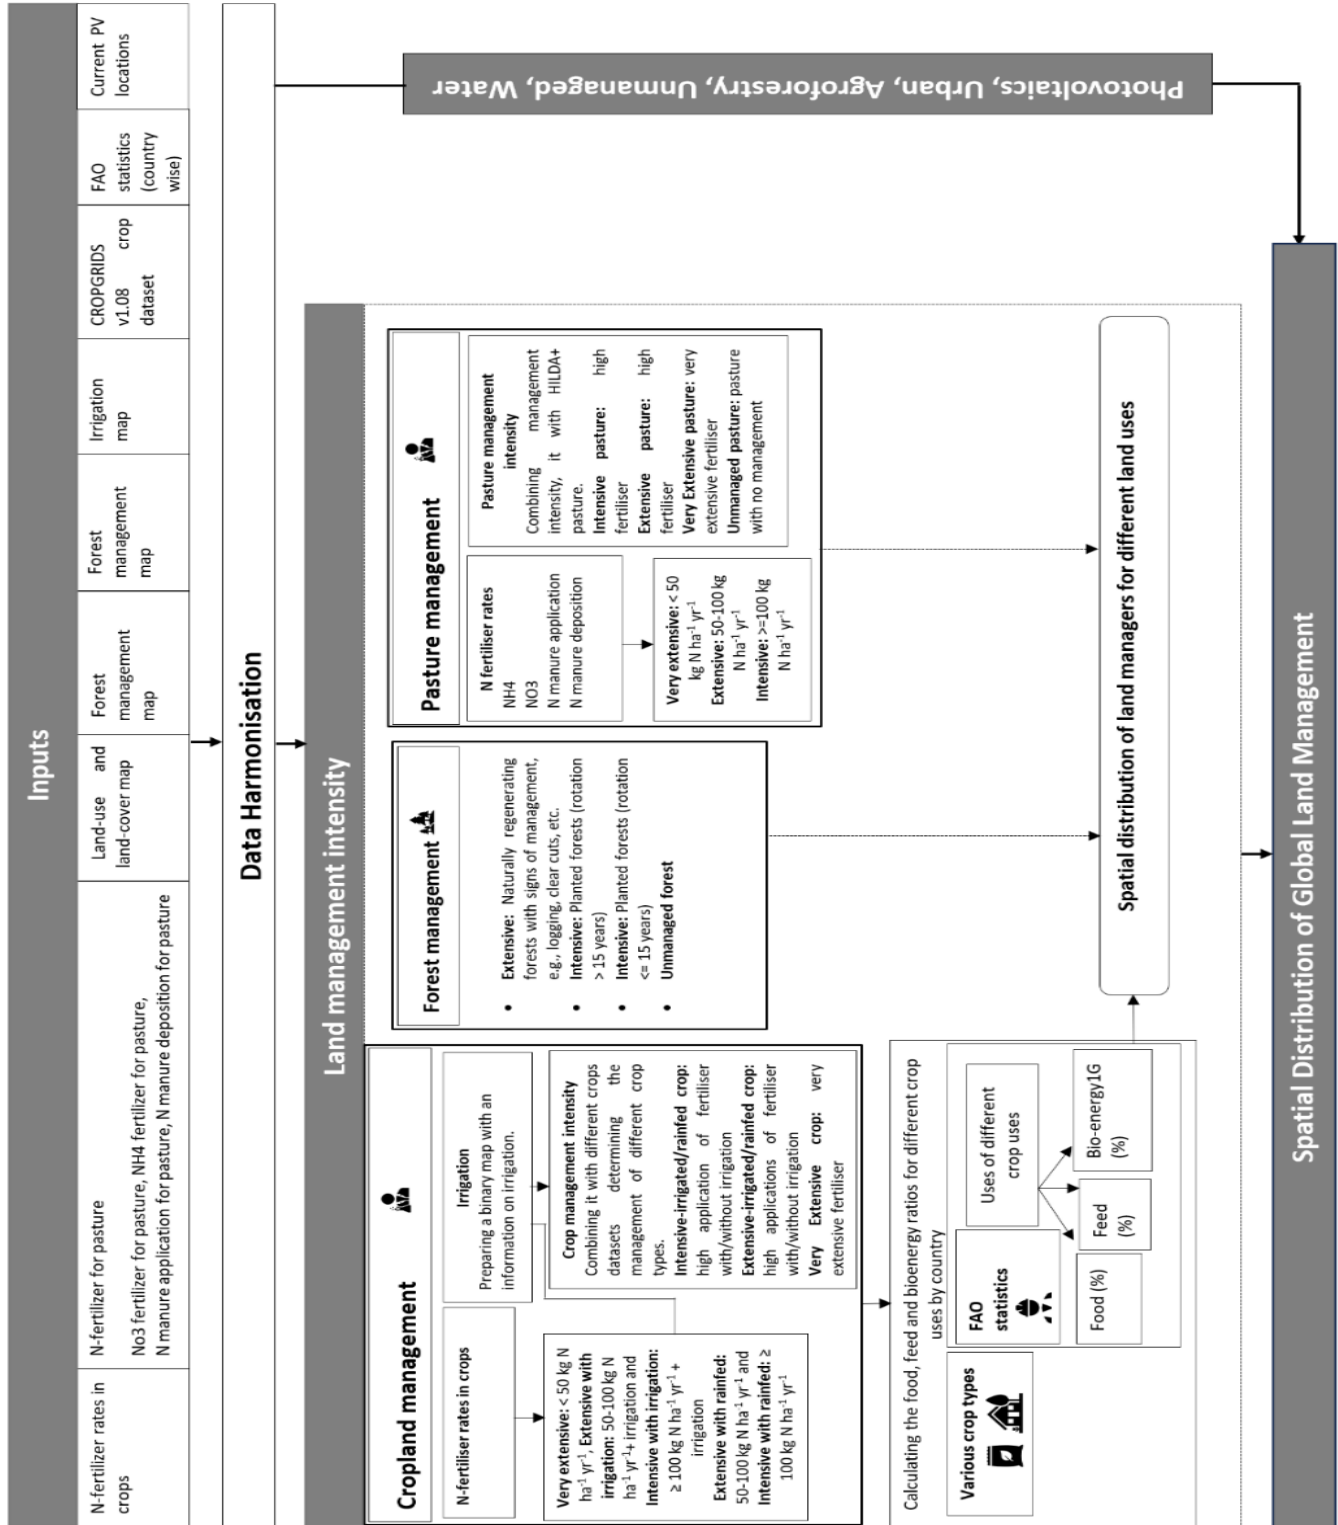 Inputs
N-fertilizer rates in
crops
N-fertilizer for pasture
No3 fertilizer for pasture, NH4 fertilizer for pasture,
N manure application for pasture, N manure deposition for pasture
Land-use and
land-cover map
Forest
management
map
Forest
management
map
Irrigation
map
CROPGRIDS
v1.08 crop
dataset
FAO
statistics
(country
wise)
Current PV
locations
Data Harmonisation
Photovoltaics, Urban, Agroforestry, Unmanaged, Water
Land management intensity
Cropland management
N-fertiliser rates in crops
Very extensive: < 50 kg N
ha⁻¹ yr⁻¹, Extensive with
irrigation: 50-100 kg N
ha⁻¹ yr⁻¹+ irrigation and
Intensive with irrigation:
≥ 100 kg N ha⁻¹ yr⁻¹ +
irrigation
Extensive with rainfed:
50-100 kg N ha⁻¹ yr⁻¹ and
Intensive with rainfed: ≥
100 kg N ha⁻¹ yr⁻¹
Irrigation
Preparing a binary map with an
information on irrigation.
Crop management intensity
Combining it with different crops
datasets determining the
management of different crop
types.
Intensive-irrigated/rainfed crop:
high application of fertiliser
with/without irrigation
Extensive-irrigated/rainfed crop:
high applications of fertiliser
with/without irrigation
Very Extensive crop: very
extensive fertiliser
Forest management
• Extensive: Naturally regenerating
forests with signs of management,
e.g., logging, clear cuts, etc.
• Intensive: Planted forests (rotation
> 15 years)
• Intensive: Planted forests (rotation
<= 15 years)
• Unmanaged forest
Pasture management
N fertiliser rates
NH4
NO3
N manure application
N manure deposition
Very extensive: < 50
kg N ha⁻¹ yr⁻¹
Extensive: 50-100 kg
N ha⁻¹ yr⁻¹
Intensive: >=100 kg
N ha⁻¹ yr⁻¹
Pasture management
intensity
Combining management
intensity, it with HILDA+
pasture.
Intensive pasture: high
fertiliser
Extensive pasture: high
fertiliser
Very Extensive pasture: very
extensive fertiliser
Unmanaged pasture: pasture
with no management
Calculating the food, feed and bioenergy ratios for different crop
uses by country
Various crop types
FAO
statistics
Uses of different
crop uses
Food (%)
Feed
(%)
Bio-energy1G
(%)
Spatial distribution of land managers for different land uses
Spatial Distribution of Global Land Management